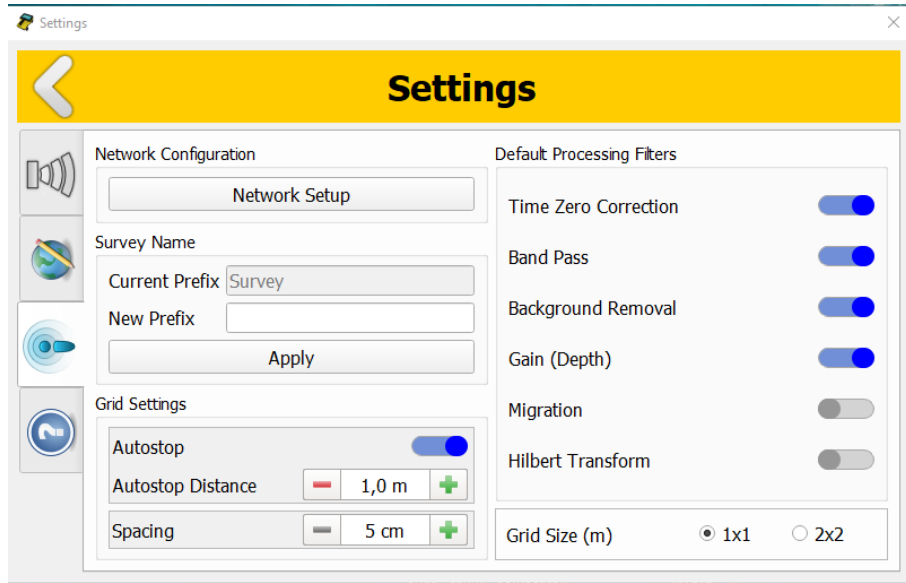 Settings
Settings
Network Configuration
Network Setup
Survey Name
Current Prefix Survey
New Prefix
Apply
Grid Settings
Autostop
Autostop Distance 1,0 m
Spacing 5 cm
Default Processing Filters
Time Zero Correction
Band Pass
Background Removal
Gain (Depth)
Migration
Hilbert Transform
Grid Size (m) 1x1 2x2